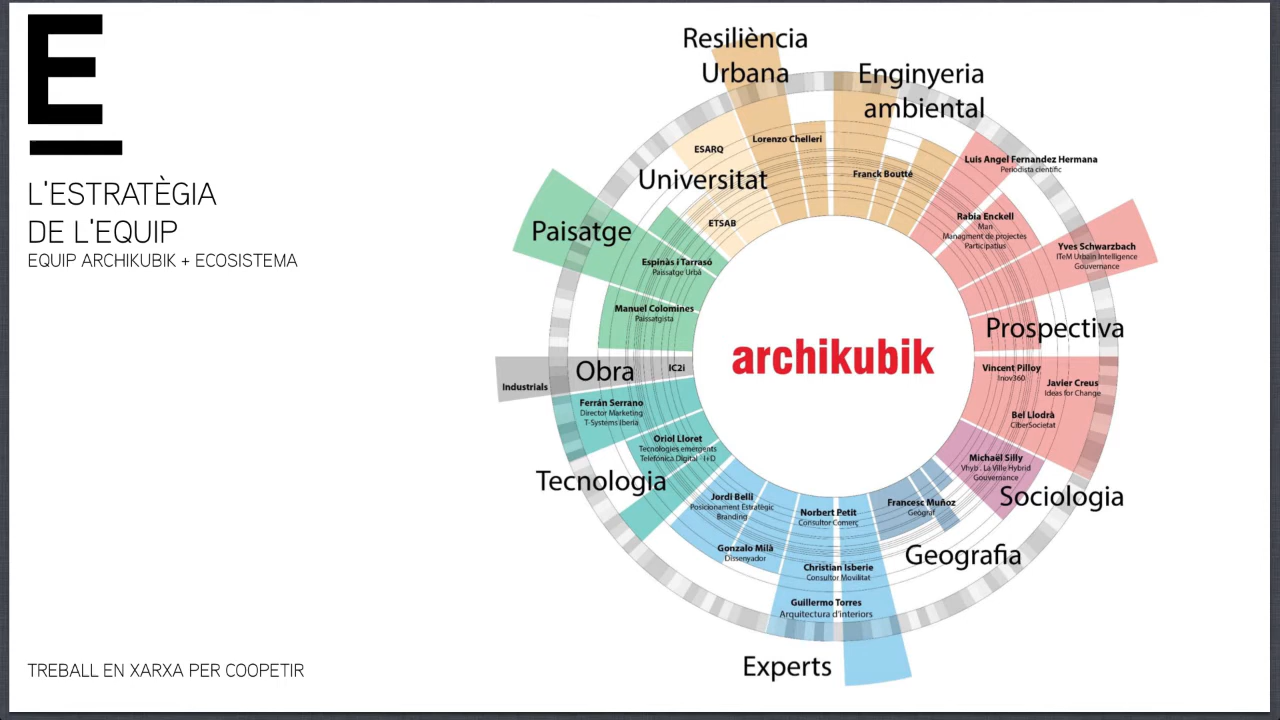 E
L'ESTRATÈGIA
DE L'EQUIP
EQUIP ARCHIKUBIK + ECOSISTEMA
TREBALL EN XARXA PER COOPETIR
Resiliència
Urbana
Enginyeria
ambiental
Lorenzo Chelleri
ESARQ
Universitat
ETSAB
Franck Boutté
Luis Angel Fernandez Hermana
Periodista científic
Rabia Enckell
Man
Managment de projectes
Participatius
Yves Schwarzbach
ITeM Urbain Intelligence
Gouvernance
Prospectiva
Vincent Pilloy
Inov360
Javier Creus
Ideas for Change
Bel Llodrà
CiberSocietat
Michaël Silly
Vhyb . La Ville Hybrid
Gouvernance
Sociologia
Francesc Muñoz
Geògraf
Geografia
Norbert Petit
Consultor Comerç
Christian Isberie
Consultor Movilitat
Guillermo Torres
Arquitectura d'interiors
Experts
Jordi Belli
Posicionament Estratègic
Branding
Gonzalo Milà
Dissenyador
Tecnologia
Oriol Lloret
Tecnologies emergents
Telefónica Digital I+D
Ferrán Serrano
Director Marketing
T-Systems Iberia
Industrials
Obra
IC2i
Manuel Colomines
Paissatgista
Espinàs i Tarrasó
Paissatge Urbà
Paisatge
archikubik